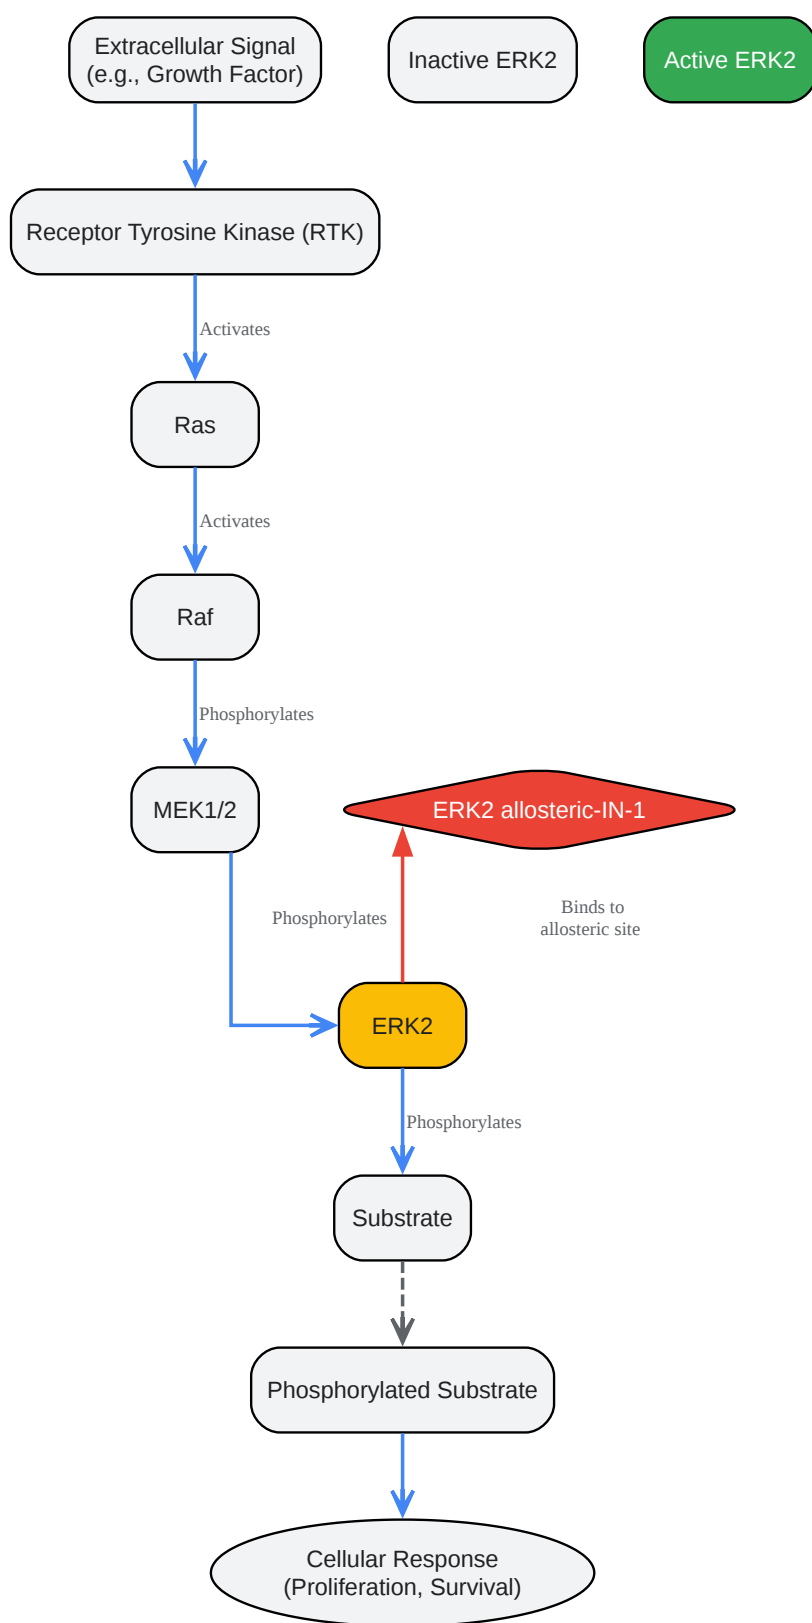 Extracellular Signal
(e.g., Growth Factor)
Inactive ERK2
Active ERK2
Receptor Tyrosine Kinase (RTK)
Activates
Ras
Activates
Raf
Phosphorylates
MEK1/2
ERK2 allosteric-IN-1
Phosphorylates
Binds to
allosteric site
ERK2
Phosphorylates
Substrate
Phosphorylated Substrate
Cellular Response
(Proliferation, Survival)